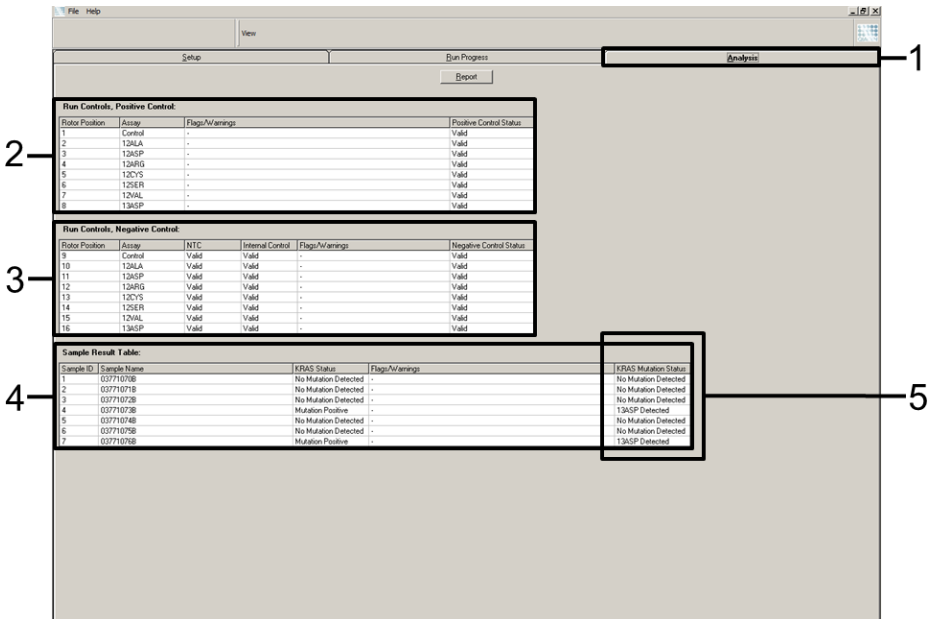 File Help
View
Setup Run Progress Analysis
1
Report
Run Controls, Positive Control:
Rotor Position Assay Flags/Warnings Positive Control Status
1 Control - Valid
2 12ALA - Valid
3 12ASP - Valid
4 12ARG - Valid
5 12CYS - Valid
6 12SER - Valid
7 12VAL - Valid
8 13ASP - Valid
2
Run Controls, Negative Control:
Rotor Position Assay NTC Internal Control Flags/Warnings Negative Control Status
9 Control Valid Valid - Valid
10 12ALA Valid Valid - Valid
11 12ASP Valid Valid - Valid
12 12ARG Valid Valid - Valid
13 12CYS Valid Valid - Valid
14 12SER Valid Valid - Valid
15 12VAL Valid Valid - Valid
16 13ASP Valid Valid - Valid
3
Sample Result Table:
Sample ID Sample Name KRAS Status Flags/Warnings KRAS Mutation Status
1 03771070B No Mutation Detected - No Mutation Detected
2 03771071B No Mutation Detected - No Mutation Detected
3 03771072B No Mutation Detected - No Mutation Detected
4 03771073B Mutation Positive - 13ASP Detected
5 03771074B No Mutation Detected - No Mutation Detected
6 03771075B No Mutation Detected - No Mutation Detected
7 03771076B Mutation Positive - 13ASP Detected
4
5